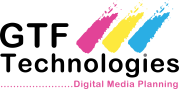 GTF
Technologies
......................Digital Media Planning